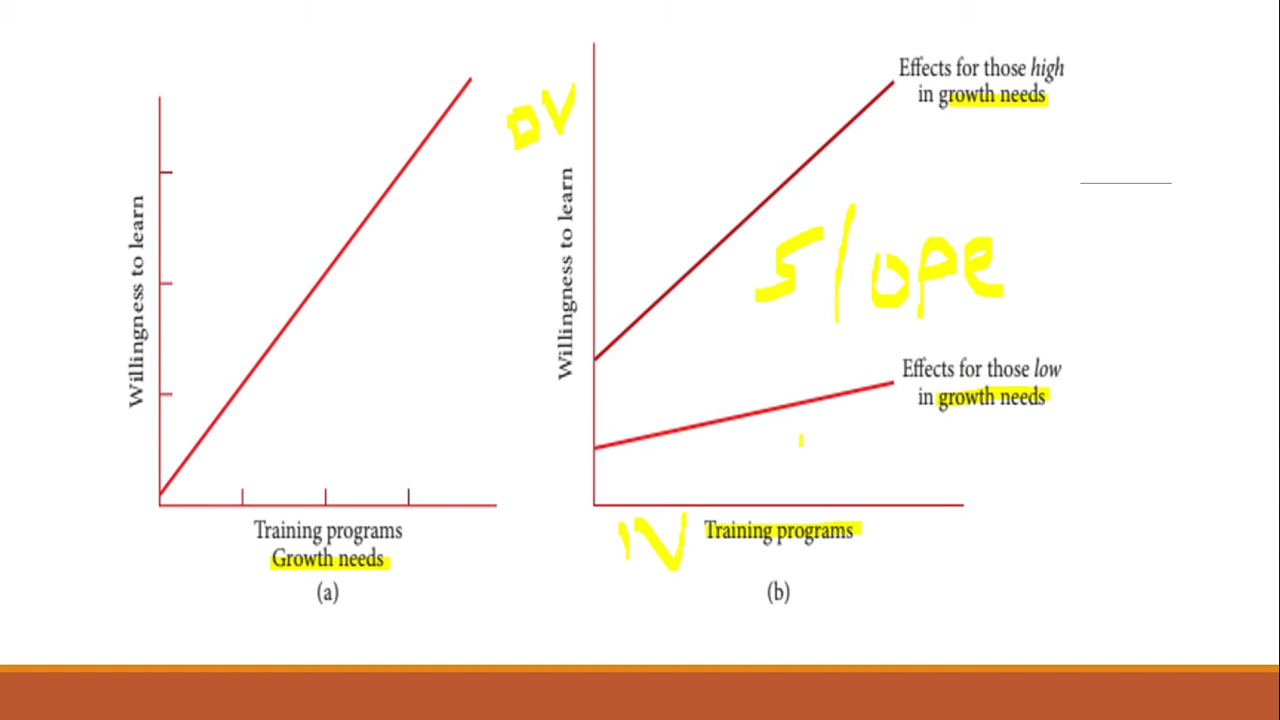 Willingness to learn
Training programs
Growth needs
(a)
DV
Willingness to learn
Effects for those high
in growth needs
slope
Effects for those low
in growth needs
IV
Training programs
(b)